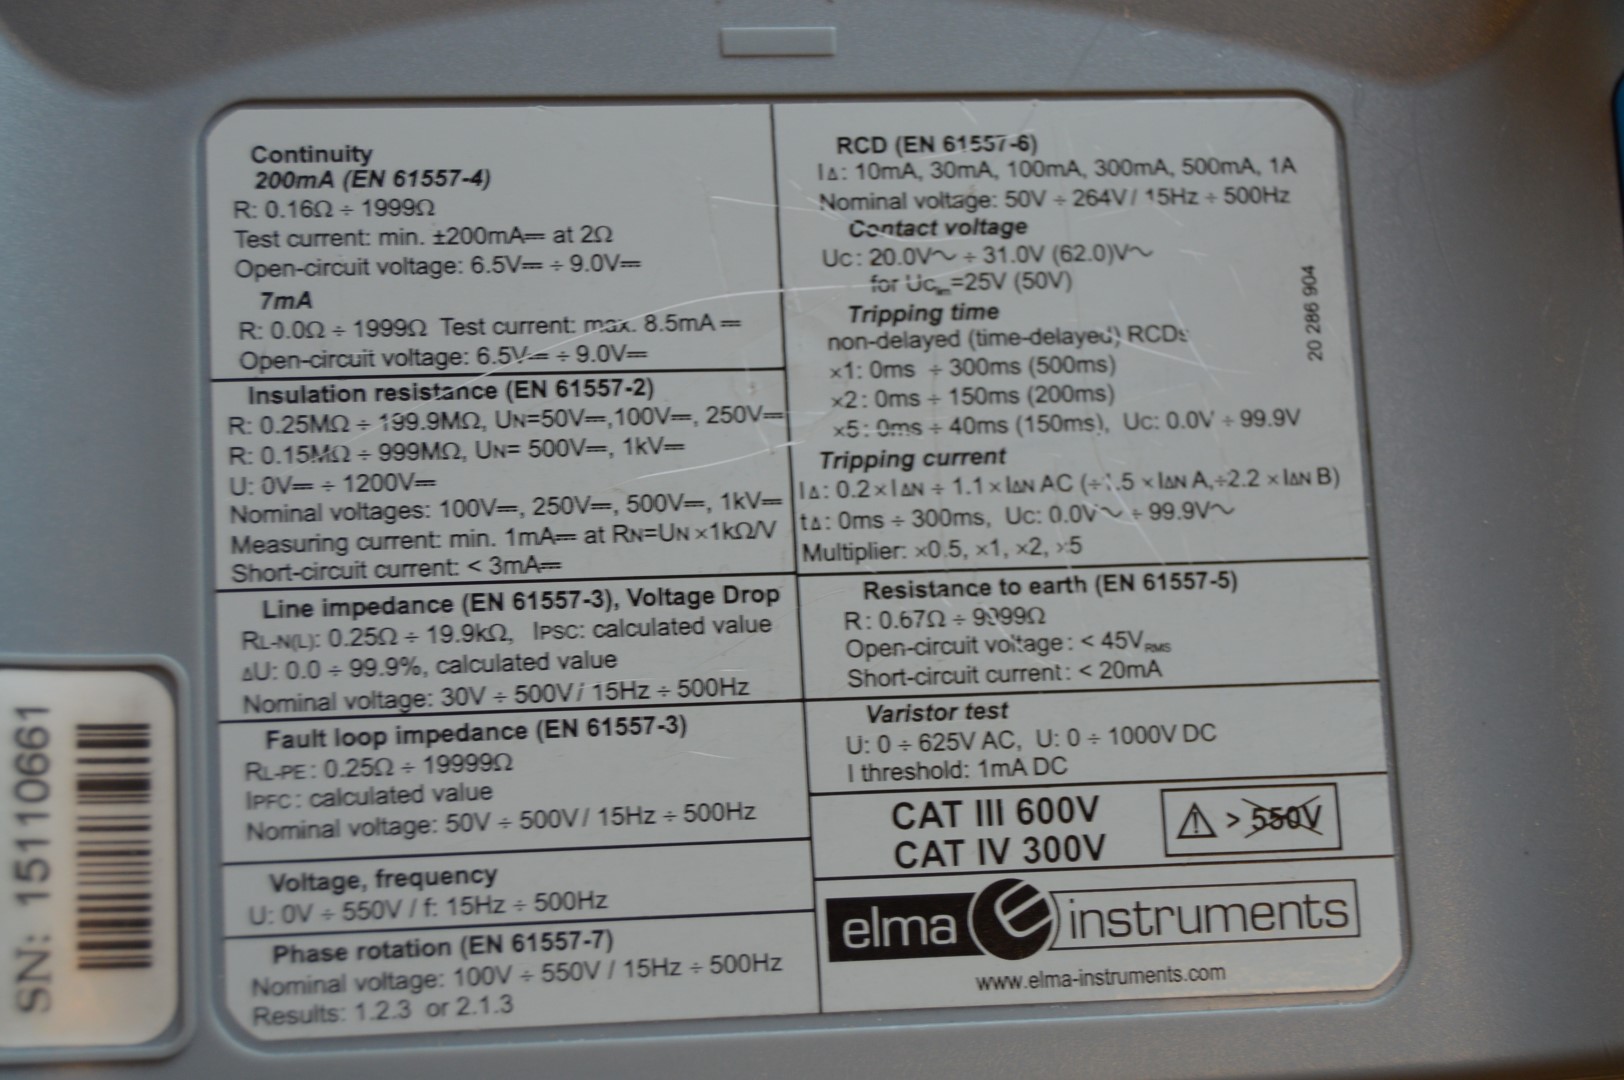 Continuity
200mA (EN 61557-4)
R: 0.16Ω ÷ 1999Ω
Test current: min. ±200mA⎓ at 2Ω
Open-circuit voltage: 6.5V⎓ ÷ 9.0V⎓
7mA
R: 0.0Ω ÷ 1999Ω Test current: max. 8.5mA⎓
Open-circuit voltage: 6.5V⎓ ÷ 9.0V⎓
Insulation resistance (EN 61557-2)
R: 0.25MΩ ÷ 199.9MΩ, UN=50V⎓,100V⎓, 250V⎓
R: 0.15MΩ ÷ 999MΩ, UN= 500V⎓, 1kV⎓
U: 0V⎓ ÷ 1200V⎓
Nominal voltages: 100V⎓, 250V⎓, 500V⎓, 1kV⎓
Measuring current: min. 1mA⎓ at RN=UN×1kΩ/V
Short-circuit current: < 3mA⎓
Line impedance (EN 61557-3), Voltage Drop
RL-N(L): 0.25Ω ÷ 19.9kΩ, IPSC: calculated value
ΔU: 0.0 ÷ 99.9%, calculated value
Nominal voltage: 30V ÷ 500V/ 15Hz ÷ 500Hz
Fault loop impedance (EN 61557-3)
RL-PE: 0.25Ω ÷ 19999Ω
IPFC: calculated value
Nominal voltage: 50V ÷ 500V/ 15Hz ÷ 500Hz
Voltage, frequency
U: 0V ÷ 550V / f: 15Hz ÷ 500Hz
Phase rotation (EN 61557-7)
Nominal voltage: 100V ÷ 550V / 15Hz ÷ 500Hz
Results: 1.2.3 or 2.1.3
RCD (EN 61557-6)
IΔ: 10mA, 30mA, 100mA, 300mA, 500mA, 1A
Nominal voltage: 50V ÷ 264V/ 15Hz ÷ 500Hz
Contact voltage
Uc: 20.0V~ ÷ 31.0V (62.0)V~
for Uclim=25V (50V)
Tripping time
non-delayed (time-delayed) RCDs
×1: 0ms ÷ 300ms (500ms)
×2: 0ms ÷ 150ms (200ms)
×5: 0ms ÷ 40ms (150ms), Uc: 0.0V ÷ 99.9V
Tripping current
IΔ: 0.2×IΔN ÷ 1.1×IΔN AC (÷1.5 ×IΔN A,÷2.2 ×IΔN B)
tΔ: 0ms ÷ 300ms, Uc: 0.0V~ ÷ 99.9V~
Multiplier: ×0.5, ×1, ×2, ×5
Resistance to earth (EN 61557-5)
R: 0.67Ω ÷ 9999Ω
Open-circuit voltage: < 45VRMS
Short-circuit current: < 20mA
Varistor test
U: 0 ÷ 625V AC, U: 0 ÷ 1000V DC
I threshold: 1mA DC
CAT III 600V
CAT IV 300V
> 550V
elma instruments
www.elma-instruments.com
20 286 904
SN: 15110661